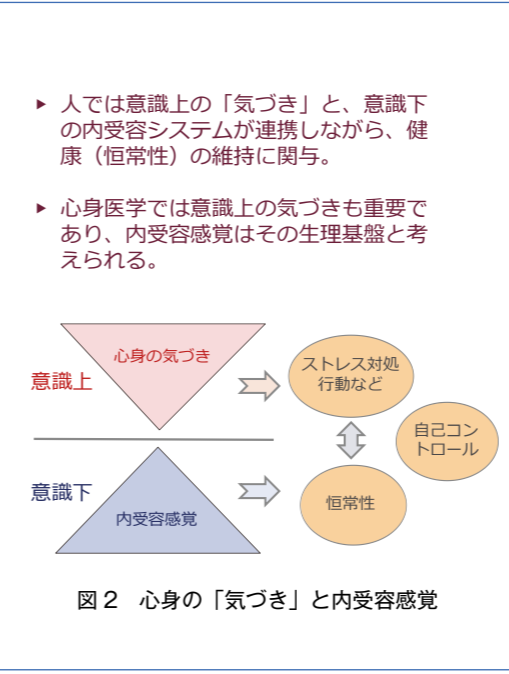 ▶ 人では意識上の「気づき」と、意識下
の内受容システムが連携しながら、健
康（恒常性）の維持に関与。
▶ 心身医学では意識上の気づきも重要で
あり、内受容感覚はその生理基盤と考
えられる。
心身の気づき
意識上
ストレス対処
行動など
自己コン
トロール
意識下
内受容感覚
恒常性
図２　心身の「気づき」と内受容感覚